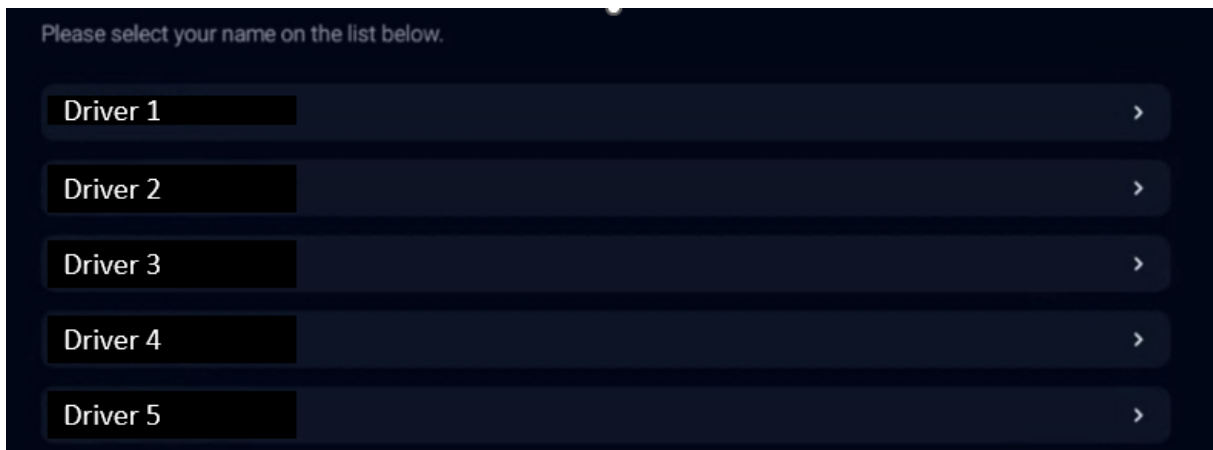 Please select your name on the list below.
Driver 1
Driver 2
Driver 3
Driver 4
Driver 5